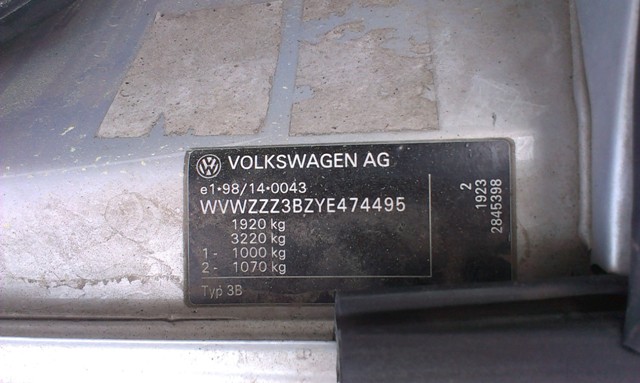 VOLKSWAGEN AG
e1•98/14•0043
WVWZZZ3BZYE474495
1920 kg
3220 kg
1 - 1000 kg
2 - 1070 kg
Typ 3B
2
1923
2845398